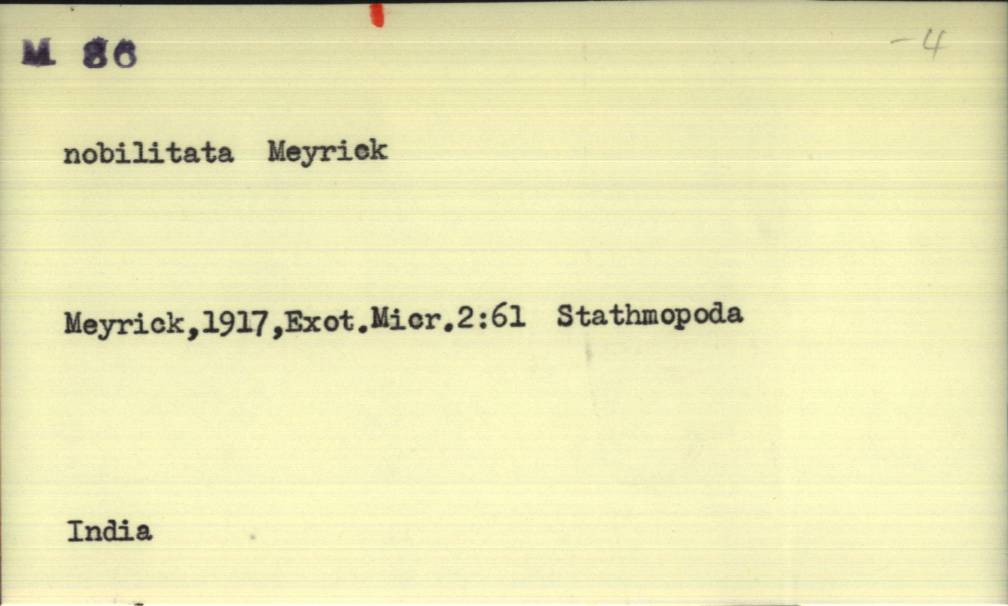 M 86
-4
nobilitata Meyrick
Meyrick,1917,Exot.Micr.2:61 Stathmopoda
India